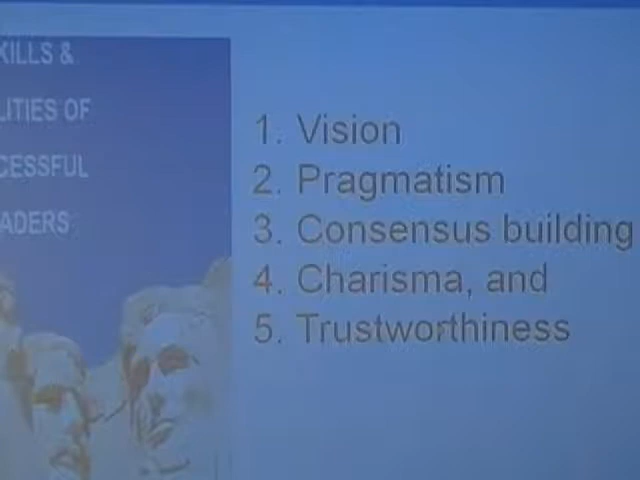 KILLS &
LITIES OF
CESSFUL
ADERS
1. Vision
2. Pragmatism
3. Consensus building
4. Charisma, and
5. Trustworthiness